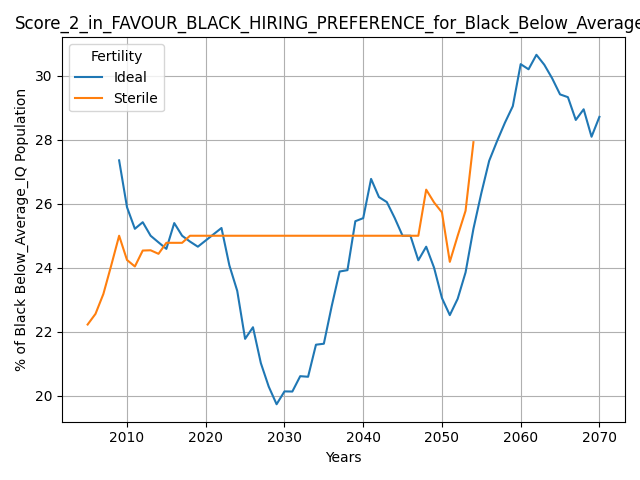 Score_2_in_FAVOUR_BLACK_HIRING_PREFERENCE_for_Black_Below_Average
Fertility
Ideal
Sterile
% of Black Below_Average_IQ Population
30
28
26
24
22
20
2010 2020 2030 2040 2050 2060 2070
Years